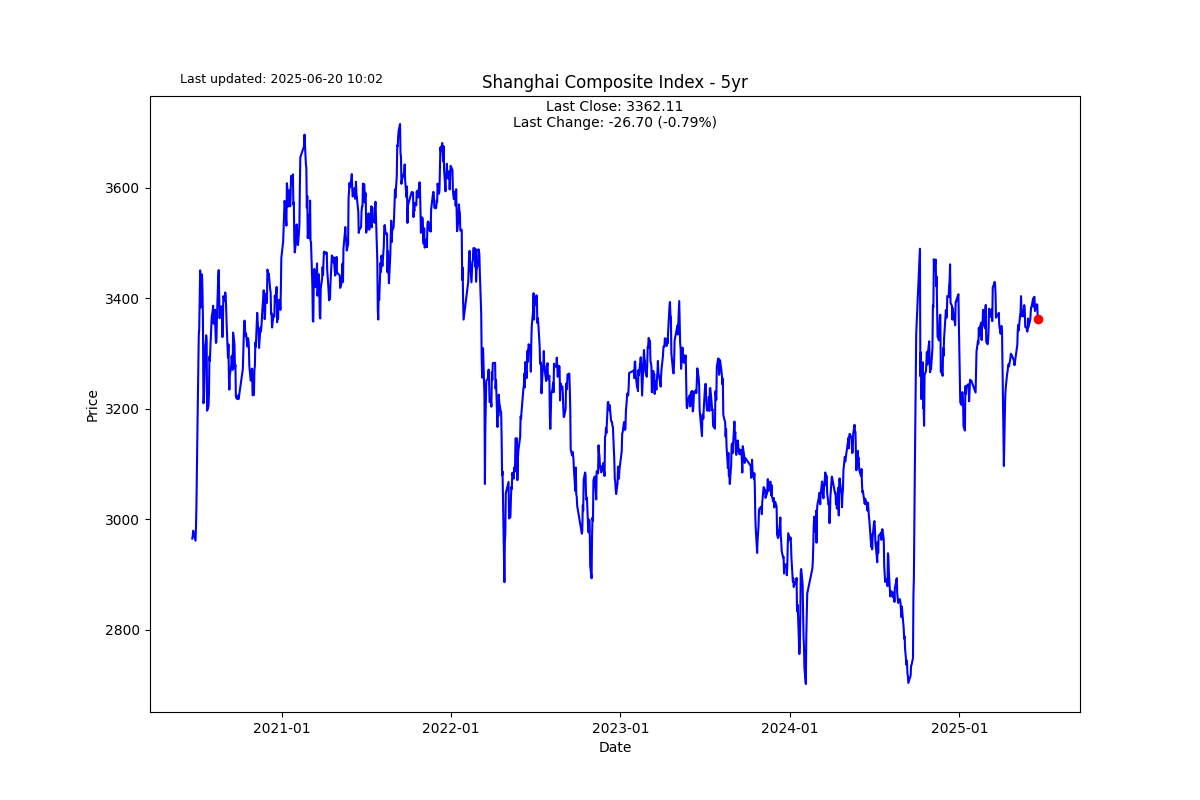 Last updated: 2025-06-20 10:02
Shanghai Composite Index - 5yr
Last Close: 3362.11
Last Change: -26.70 (-0.79%)
3600
3400
3200
3000
2800
Price
2021-01
2022-01
2023-01
2024-01
2025-01
Date